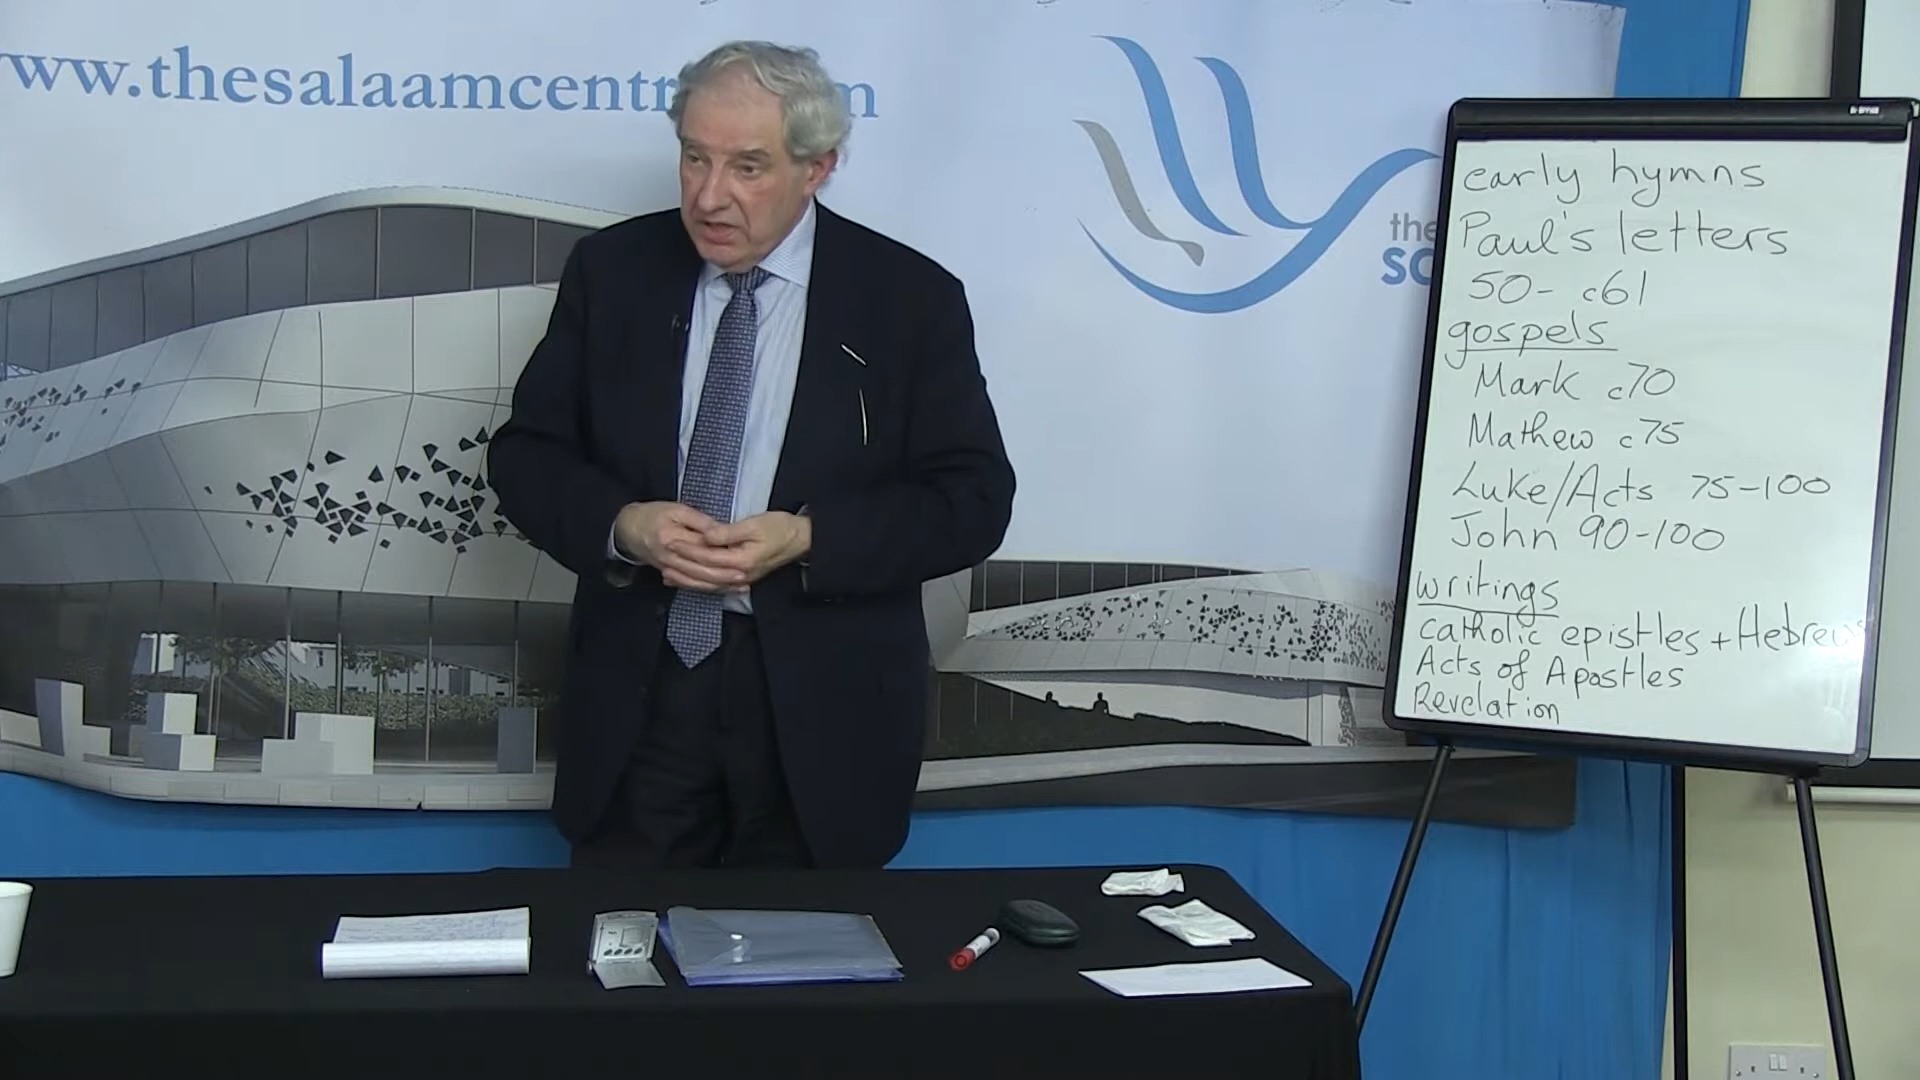 www.thesalaamcentr m
the
early hymns
Paul's letters
50- c61
gospels
Mark c70
Mathew c75
Luke/Acts 75-100
John 90-100
writings
catholic epistles + Hebrews
Acts of Apostles
Revelation